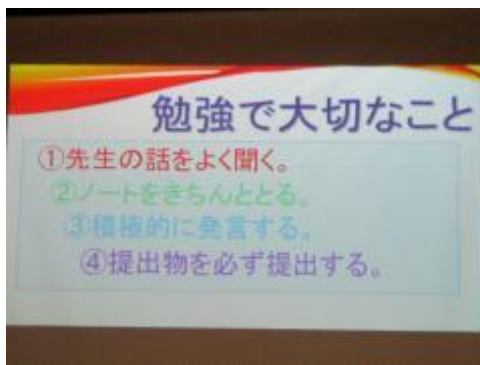 勉強で大切なこと
①先生の話をよく聞く。
②ノートをきちんととる。
③積極的に発言する。
④提出物を必ず提出する。